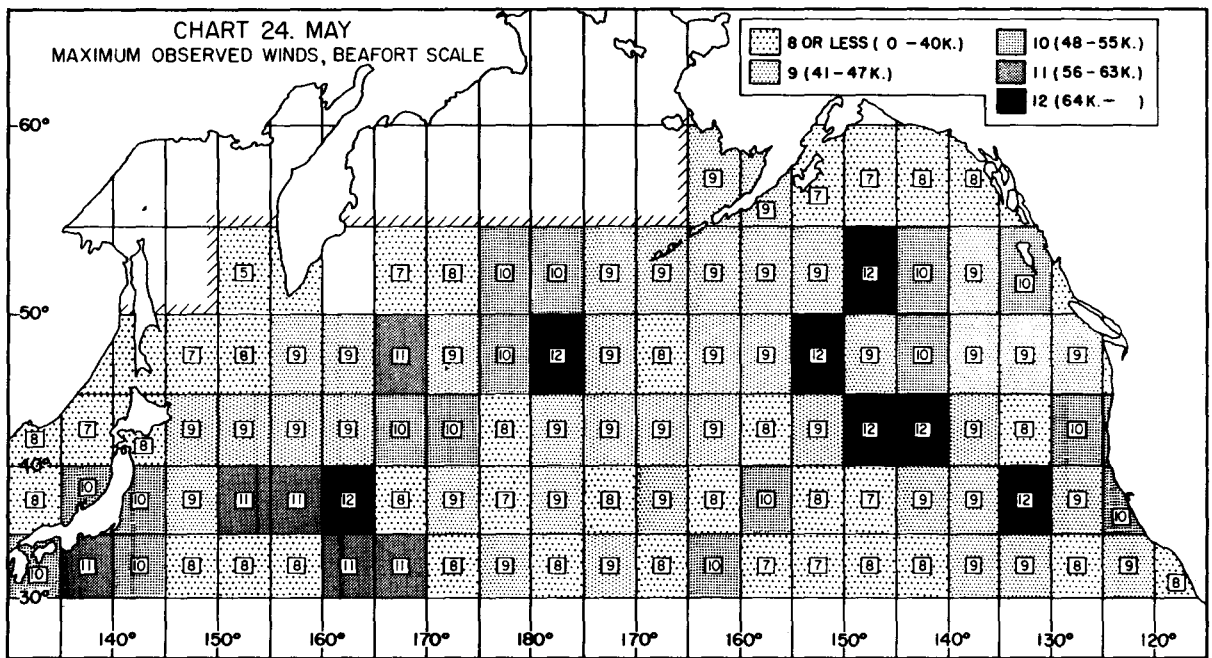 CHART 24. MAY
MAXIMUM OBSERVED WINDS, BEAFORT SCALE
8 OR LESS ( 0 - 40K.)
9 (41-47K.)
10 (48-55K.)
11 (56-63K.)
12 (64K.- )
60°
9 9 7 7 8 8
5 7 8 10 10 9 9 9 9 9 12 10 9 10
50°
7 8 9 9 11 9 10 12 9 8 9 9 12 9 10 9 9 9
8 7 8 9 9 9 9 10 10 8 9 9 9 9 8 9 12 12 9 8 10
40°
8 10 10 9 11 11 12 8 9 7 9 8 9 8 10 8 7 9 9 12 9 10
10 11 10 8 8 8 11 11 8 9 8 9 8 10 7 7 8 8 9 9 8 9 8
30°
140° 150° 160° 170° 180° 170° 160° 150° 140° 130° 120°